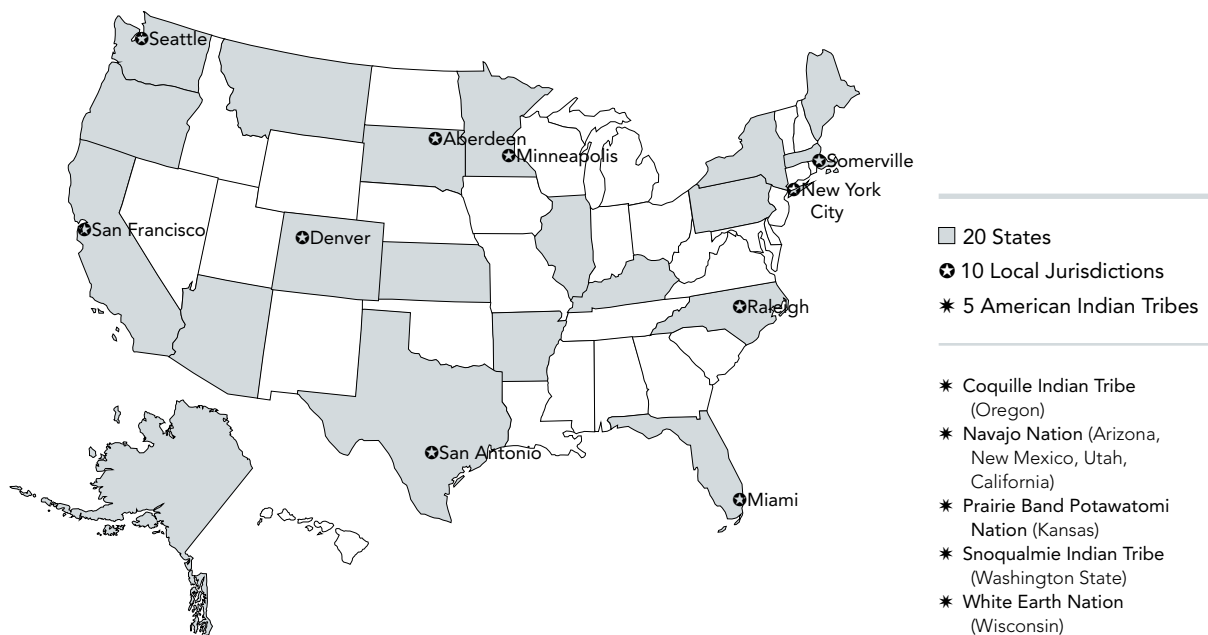 Seattle
Aberdeen
Minneapolis
Somerville
New York
City
San Francisco
Denver
Raleigh
San Antonio
Miami
20 States
10 Local Jurisdictions
5 American Indian Tribes
Coquille Indian Tribe
(Oregon)
Navajo Nation (Arizona,
New Mexico, Utah,
California)
Prairie Band Potawatomi
Nation (Kansas)
Snoqualmie Indian Tribe
(Washington State)
White Earth Nation
(Wisconsin)